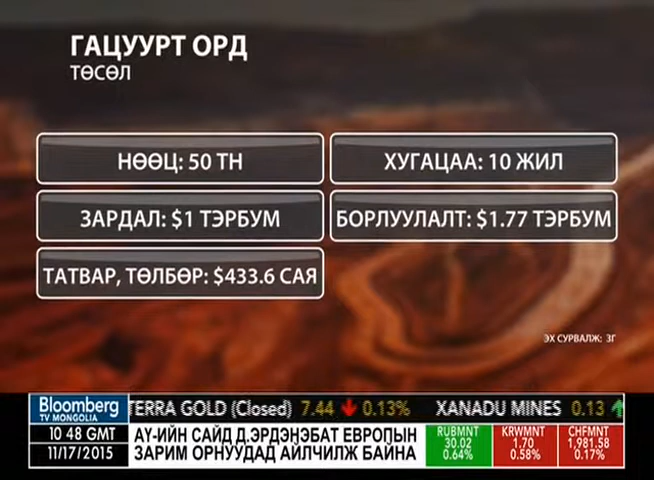 ГАЦУУРТ ОРД
ТӨСӨЛ
НӨӨЦ: 50 ТН
ХУГАЦАА: 10 ЖИЛ
ЗАРДАЛ: $1 ТЭРБУМ
БОРЛУУЛАЛТ: $1.77 ТЭРБУМ
ТАТВАР, ТӨЛБӨР: $433.6 САЯ
ЭХ СУРВАЛЖ: ЗГ
Bloomberg
TV MONGOLIA
TERRA GOLD (Closed) 7.44 0.13% XANADU MINES 0.13
10 48 GMT
11/17/2015
АҮ-ИЙН САЙД Д.ЭРДЭНЭБАТ ЕВРОПЫН
ЗАРИМ ОРНУУДАД АЙЛЧИЛЖ БАЙНА
RUBMNT
30.02
0.64%
KRWMNT
1.70
0.58%
CHFMNT
1,981.58
0.17%